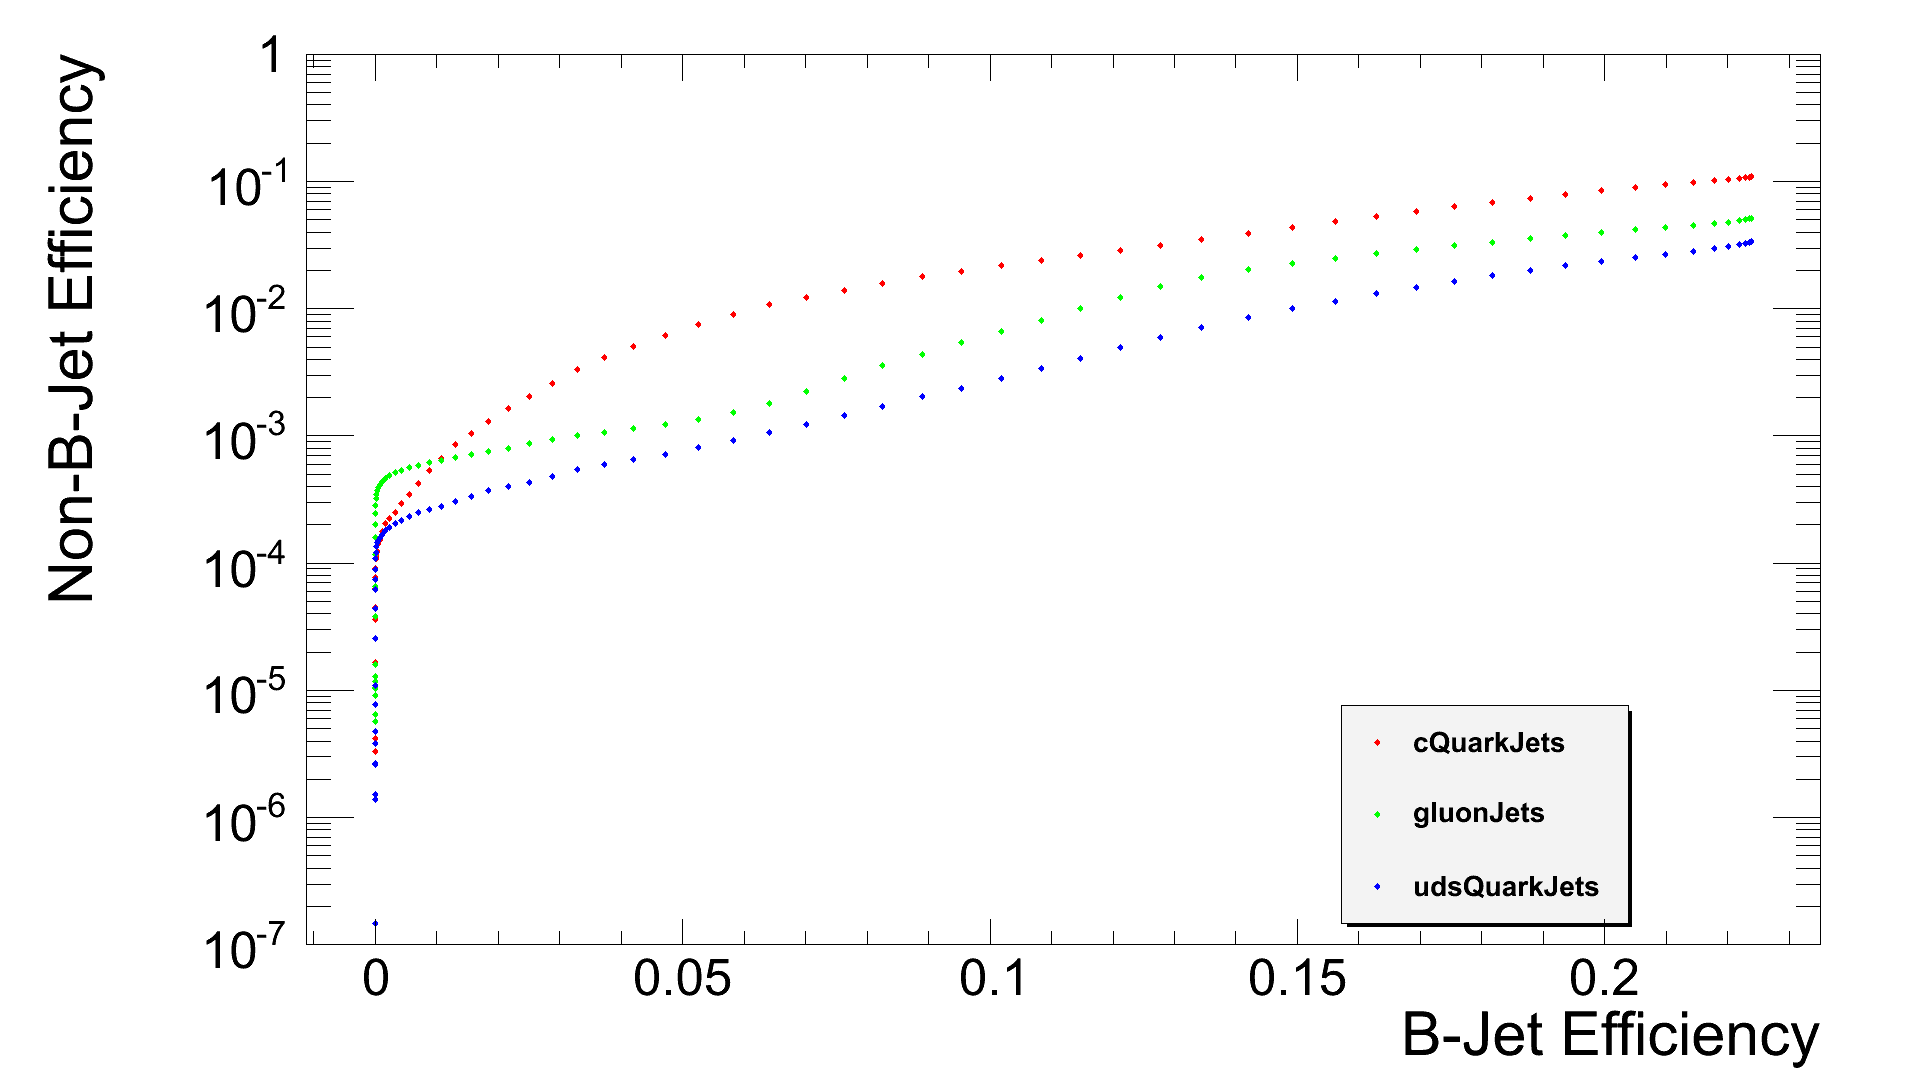 Non-B-Jet Efficiency
1
10-1
10-2
10-3
10-4
10-5
10-6
10-7
cQuarkJets
gluonJets
udsQuarkJets
0 0.05 0.1 0.15 0.2
B-Jet Efficiency